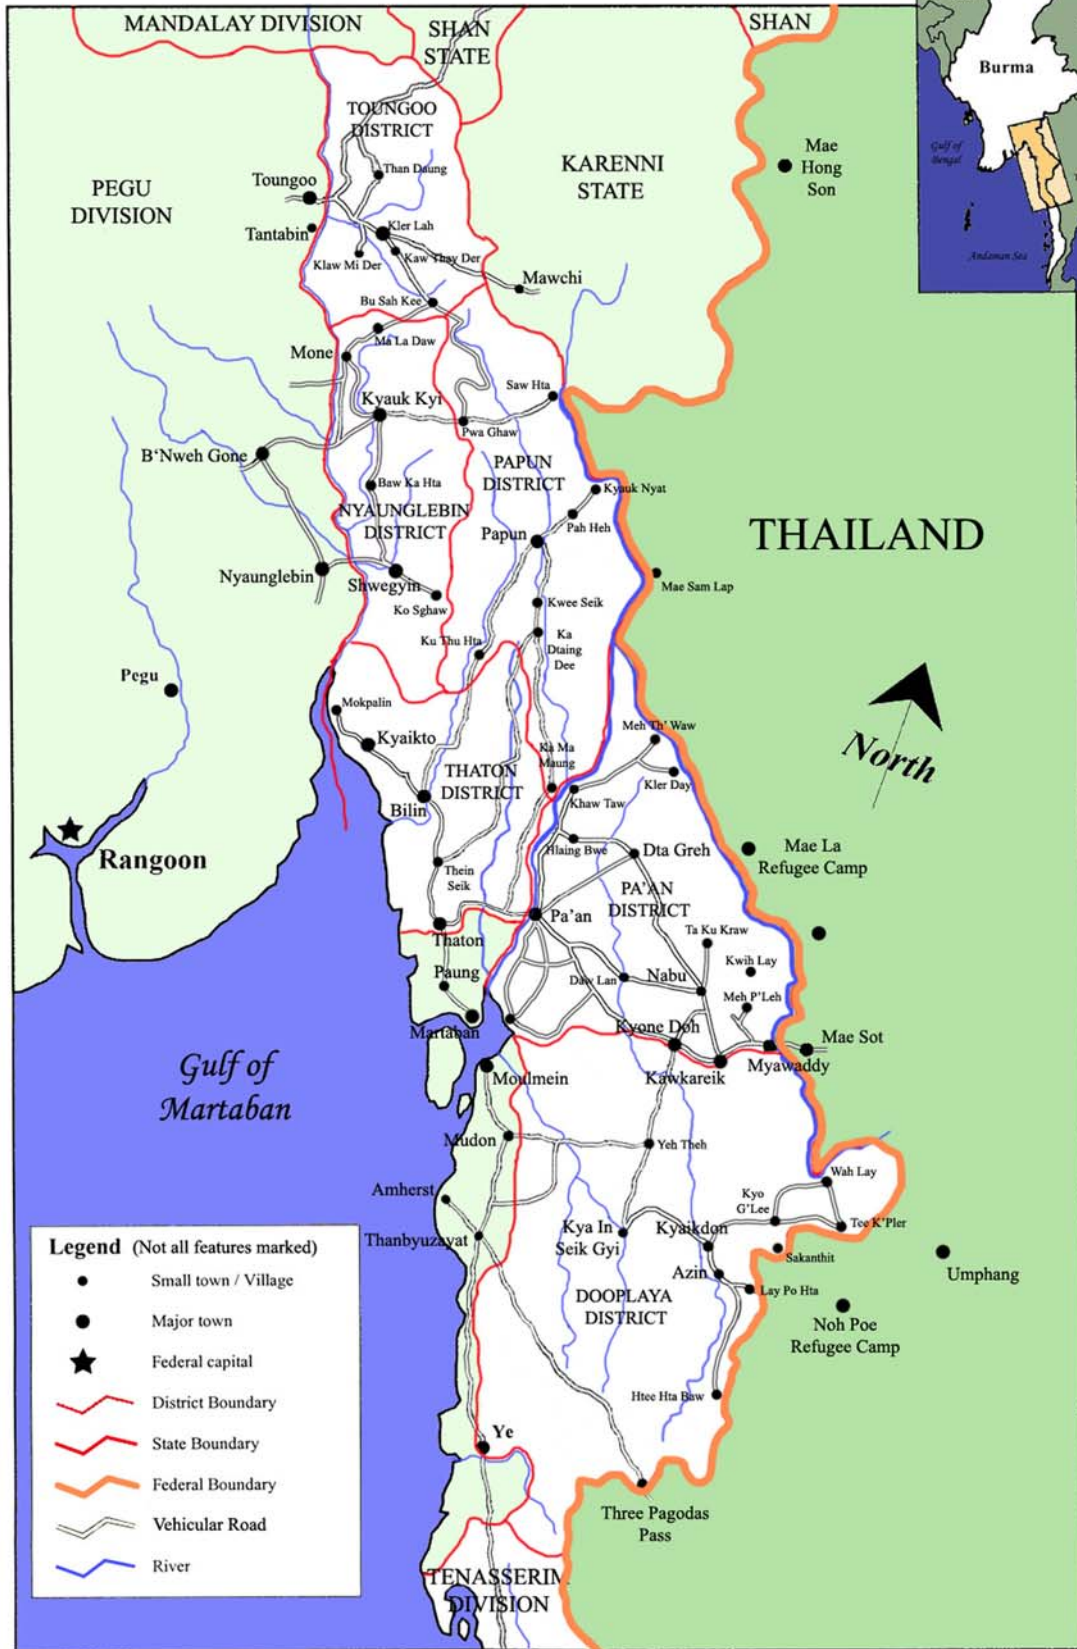 MANDALAY DIVISION
SHAN
STATE
SHAN
Burma
Gulf of
Bengal
Andaman Sea
TOUNGOO
DISTRICT
Than Daung
Toungoo
PEGU
DIVISION
KARENNI
STATE
Mae
Hong
Son
Tantabin
Kler Lah
Klaw Mi Der
Kaw Thay Der
Mawchi
Bu Sah Kee
Ma La Daw
Mone
Saw Hta
Kyauk Kyi
Pwa Ghaw
B'Nweh Gone
PAPUN
DISTRICT
Baw Ka Hta
Kyauk Nyat
NYAUNGLEBIN
DISTRICT
Pah Heh
Papun
THAILAND
Nyaunglebin
Shwegyin
Mae Sam Lap
Ko Sghaw
Kwee Seik
Ku Thu Hta
Ka
Dtaing
Dee
Pegu
Mokpalin
Meh Th' Waw
Kyaikto
Ka Ma
Maung
North
THATON
DISTRICT
Kler Day
Bilin
Khaw Taw
Rangoon
Hlaing Bwe
Dta Greh
Mae La
Refugee Camp
Thein
Seik
PA'AN
DISTRICT
Pa'an
Thaton
Ta Ku Kraw
Paung
Daw Lan
Nabu
Kwih Lay
Meh P'Leh
Martaban
Kyone Doh
Mae Sot
Gulf of
Martaban
Moulmein
Kawkareik
Myawaddy
Mudon
Yeh Theh
Amherst
Wah Lay
Kyo
G'Lee
Thanbyuzayat
Kya In
Seik Gyi
Kyaikdon
Tee K'Pler
Sakanthit
Azin
Umphang
Lay Po Hta
DOOPLAYA
DISTRICT
Noh Poe
Refugee Camp
Htee Hta Baw
Ye
Three Pagodas
Pass
TENASSERIM
DIVISION
Legend (Not all features marked)
Small town / Village
Major town
Federal capital
District Boundary
State Boundary
Federal Boundary
Vehicular Road
River